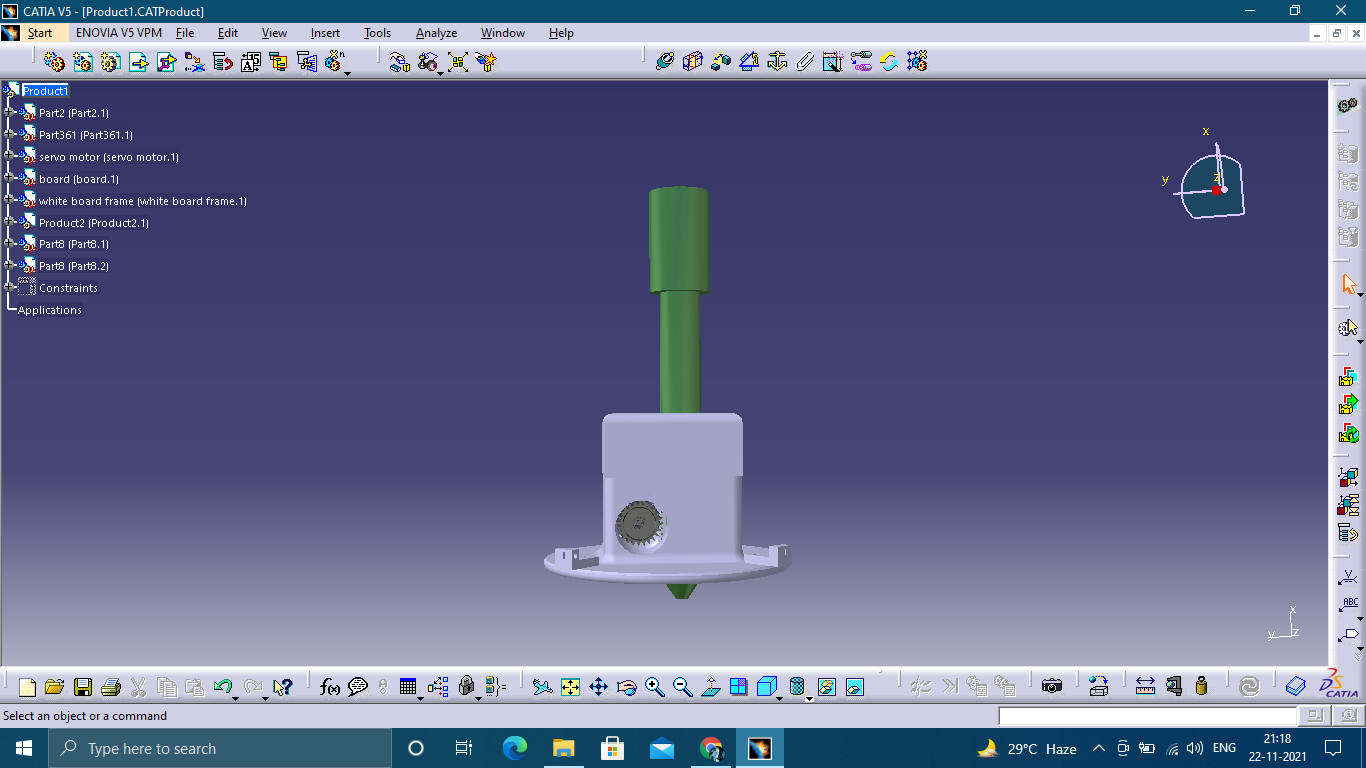 CATIA V5 - [Product1.CATProduct]
Start ENOVIA V5 VPM File Edit View Insert Tools Analyze Window Help
Product1
Part2 (Part2.1)
Part361 (Part361.1)
servo motor (servo motor.1)
board (board.1)
white board frame (white board frame.1)
Product2 (Product2.1)
Part8 (Part8.1)
Part8 (Part8.2)
Constraints
Applications
x
y
z
ABC
x
y z
f(x)
CATIA
Select an object or a command
Type here to search
29°C Haze
ENG
21:18
22-11-2021